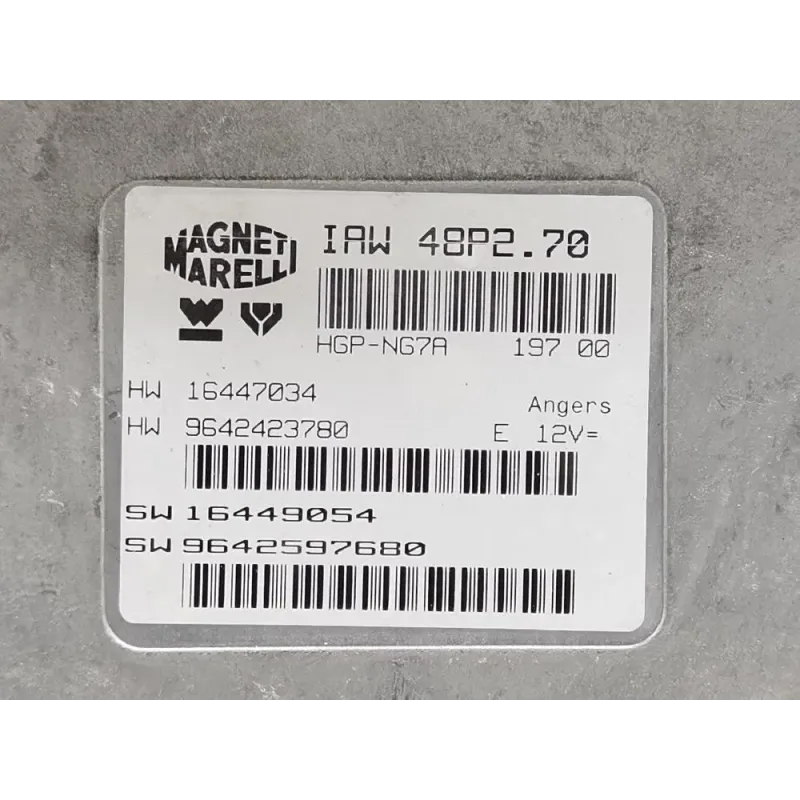 MAGNETI
MARELLI
IAW 48P2.70
HGP-NG7A 197 00
HW 16447034
Angers
HW 9642423780 E 12V=
SW 16449054
SW 9642597680